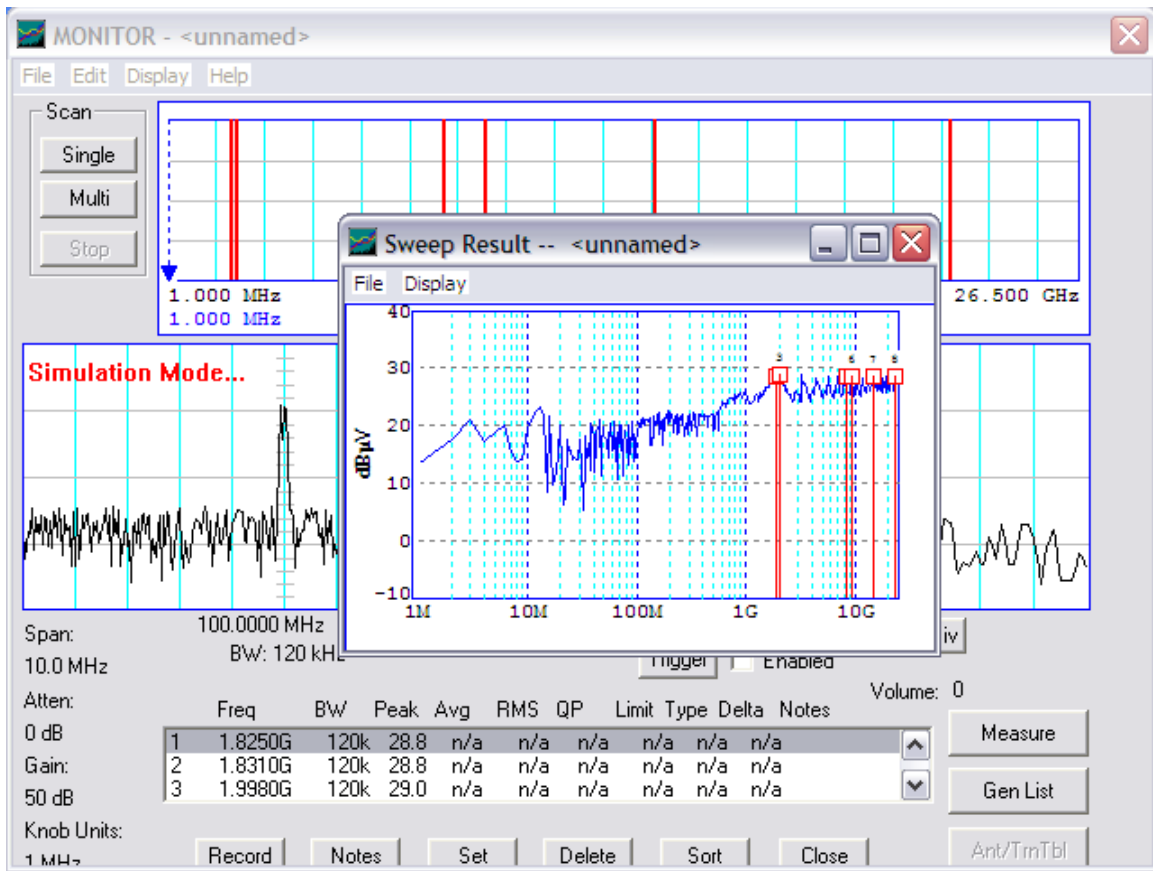 MONITOR - <unnamed>
File Edit Display Help
Scan
Single
Multi
Stop
1.000 MHz
26.500 GHz
1.000 MHz
Sweep Result -- <unnamed>
File Display
40
30
20
10
0
-10
dBµV
1M 10M 100M 1G 10G
3 6 7 8
Simulation Mode...
Span:
10.0 MHz
100.0000 MHz
BW: 120 kHz
Trigger
Enabled
iv
Atten:
0 dB
Gain:
50 dB
Knob Units:
1 MHz
Volume: 0
Freq BW Peak Avg RMS QP Limit Type Delta Notes
1 1.8250G 120k 28.8 n/a n/a n/a n/a n/a n/a
2 1.8310G 120k 28.8 n/a n/a n/a n/a n/a n/a
3 1.9980G 120k 29.0 n/a n/a n/a n/a n/a n/a
Measure
Gen List
Ant/TrnTbl
Record Notes Set Delete Sort Close